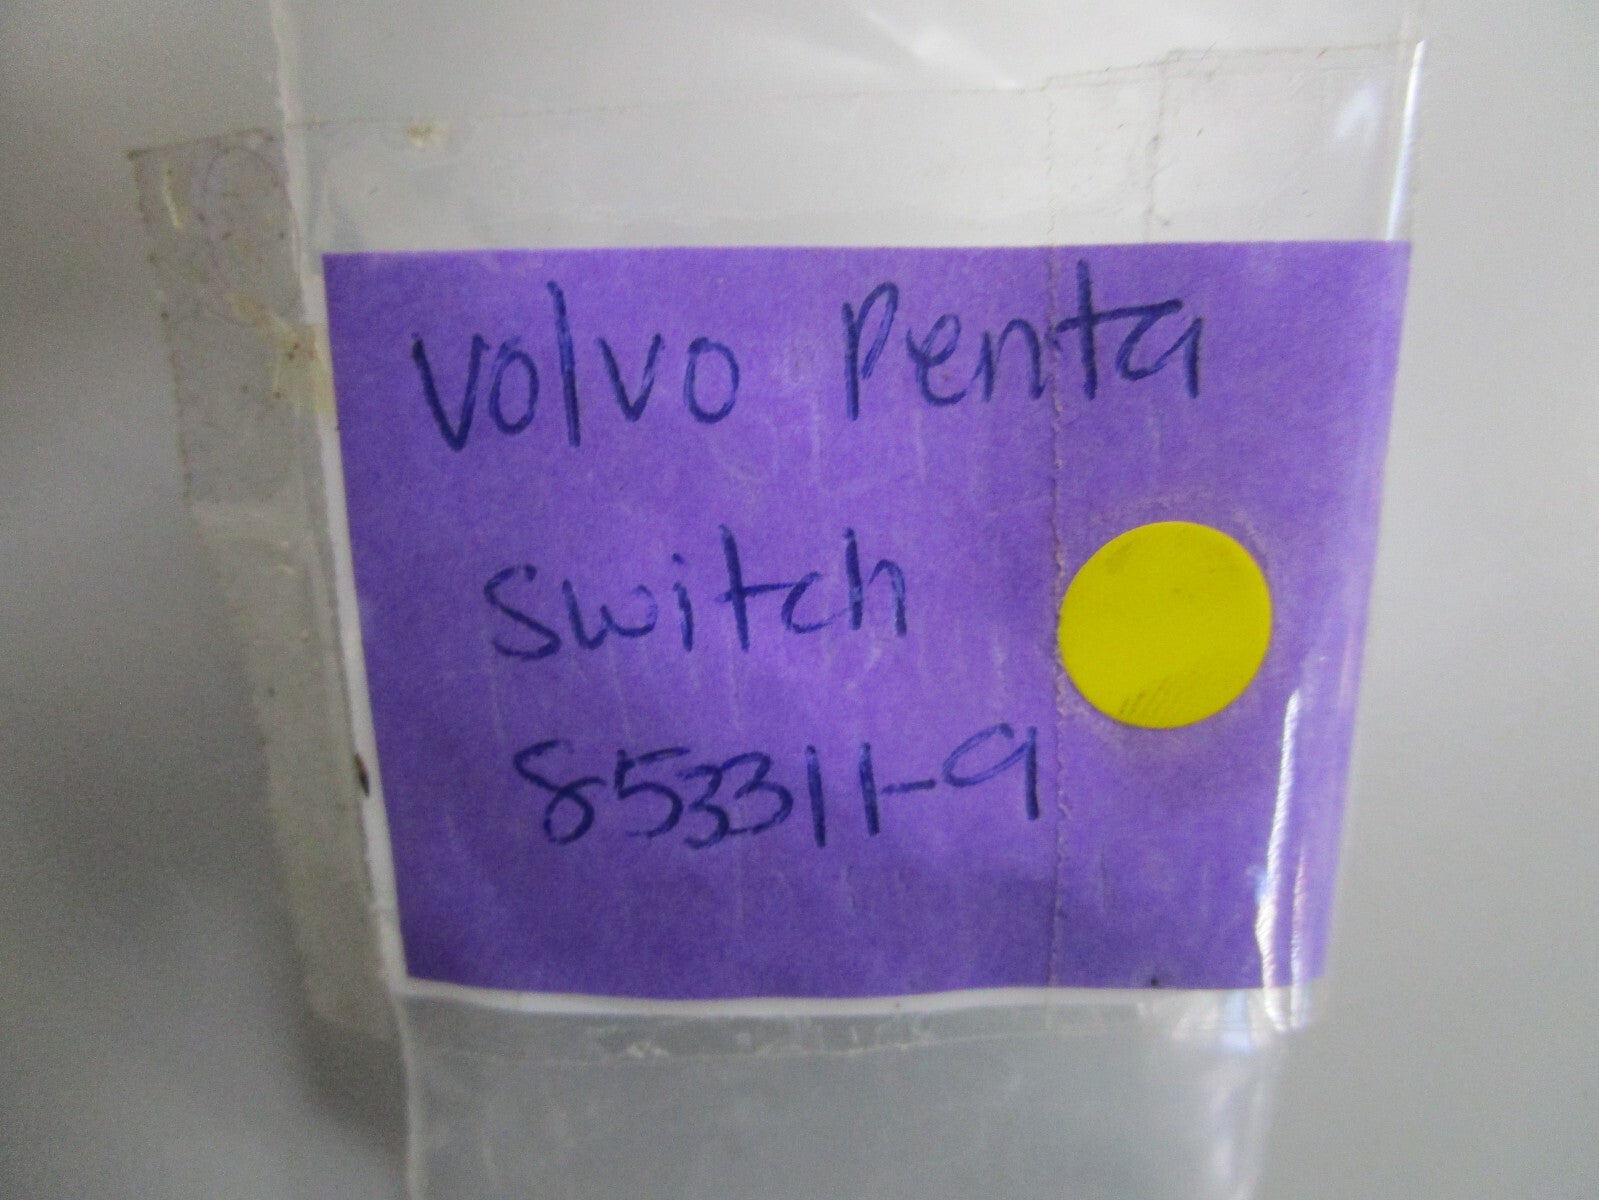 Volvo Penta
Switch
853311-9